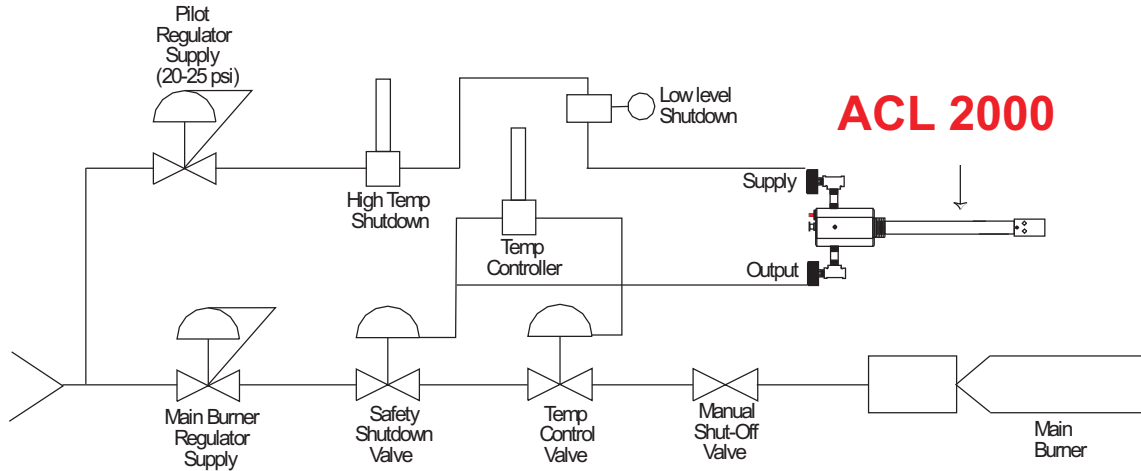 Pilot
Regulator
Supply
(20-25 psi)
Low level
Shutdown
ACL 2000
High Temp
Shutdown
Supply
Temp
Controller
Output
Main Burner
Regulator
Supply
Safety
Shutdown
Valve
Temp
Control
Valve
Manual
Shut-Off
Valve
Main
Burner